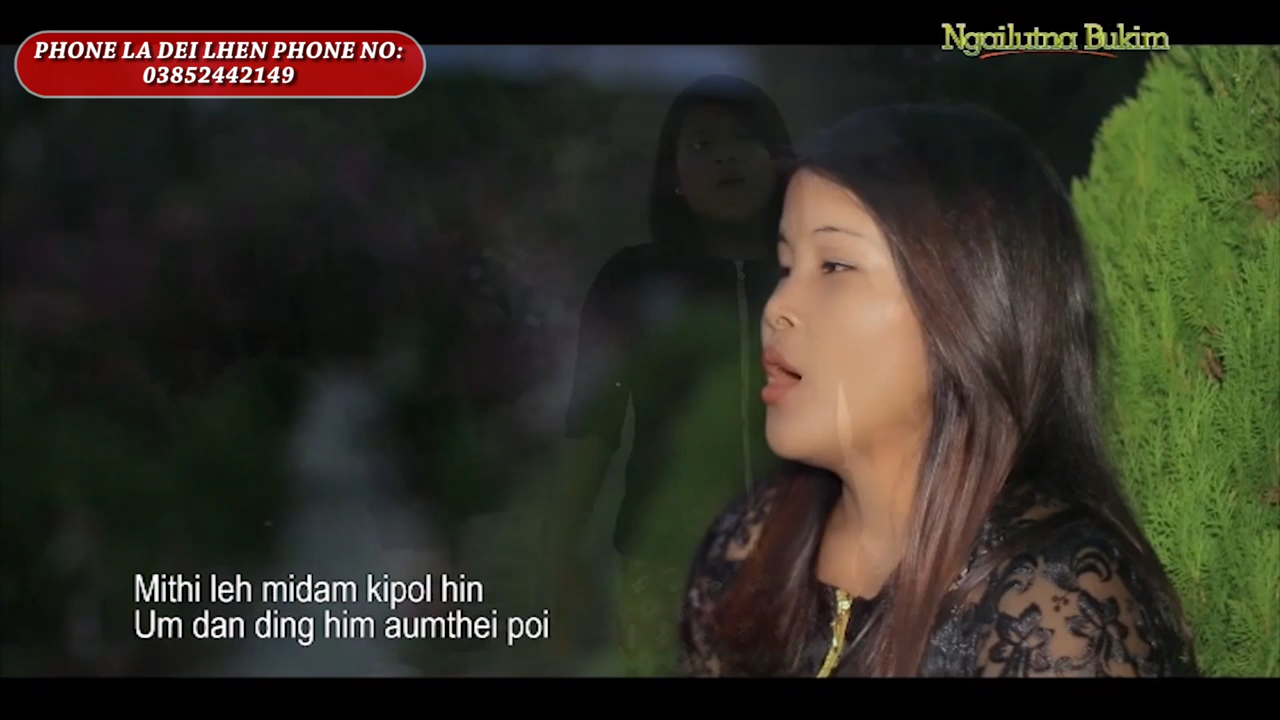 PHONE LA DEI LHEN PHONE NO:
03852442149
Ngailutna Bukim
Mithi leh midam kipol hin
Um dan ding him aumthei poi